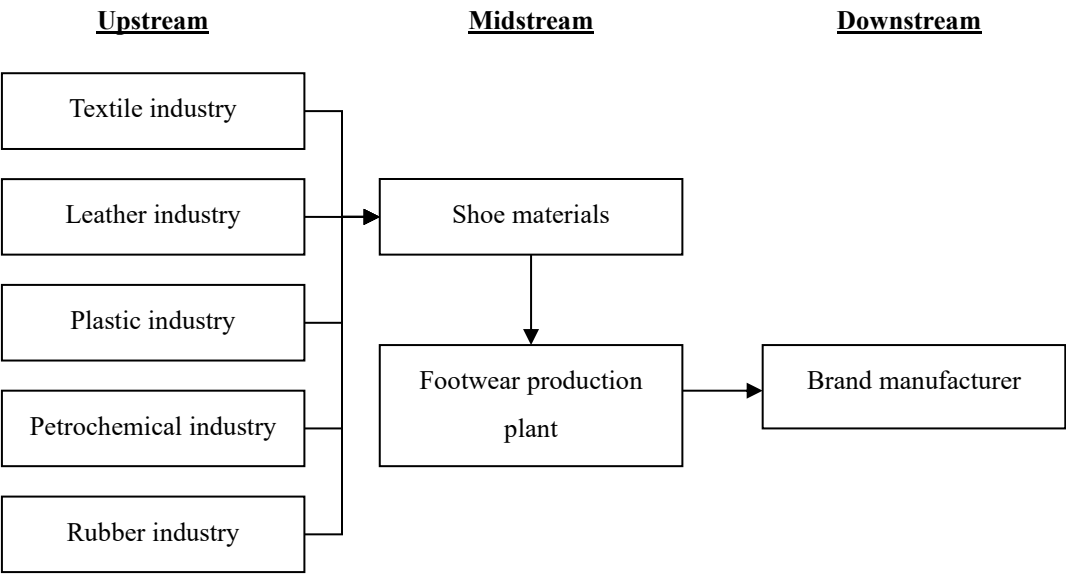 Upstream
Midstream
Downstream
Textile industry
Leather industry
Plastic industry
Petrochemical industry
Rubber industry
Shoe materials
Footwear production
plant
Brand manufacturer